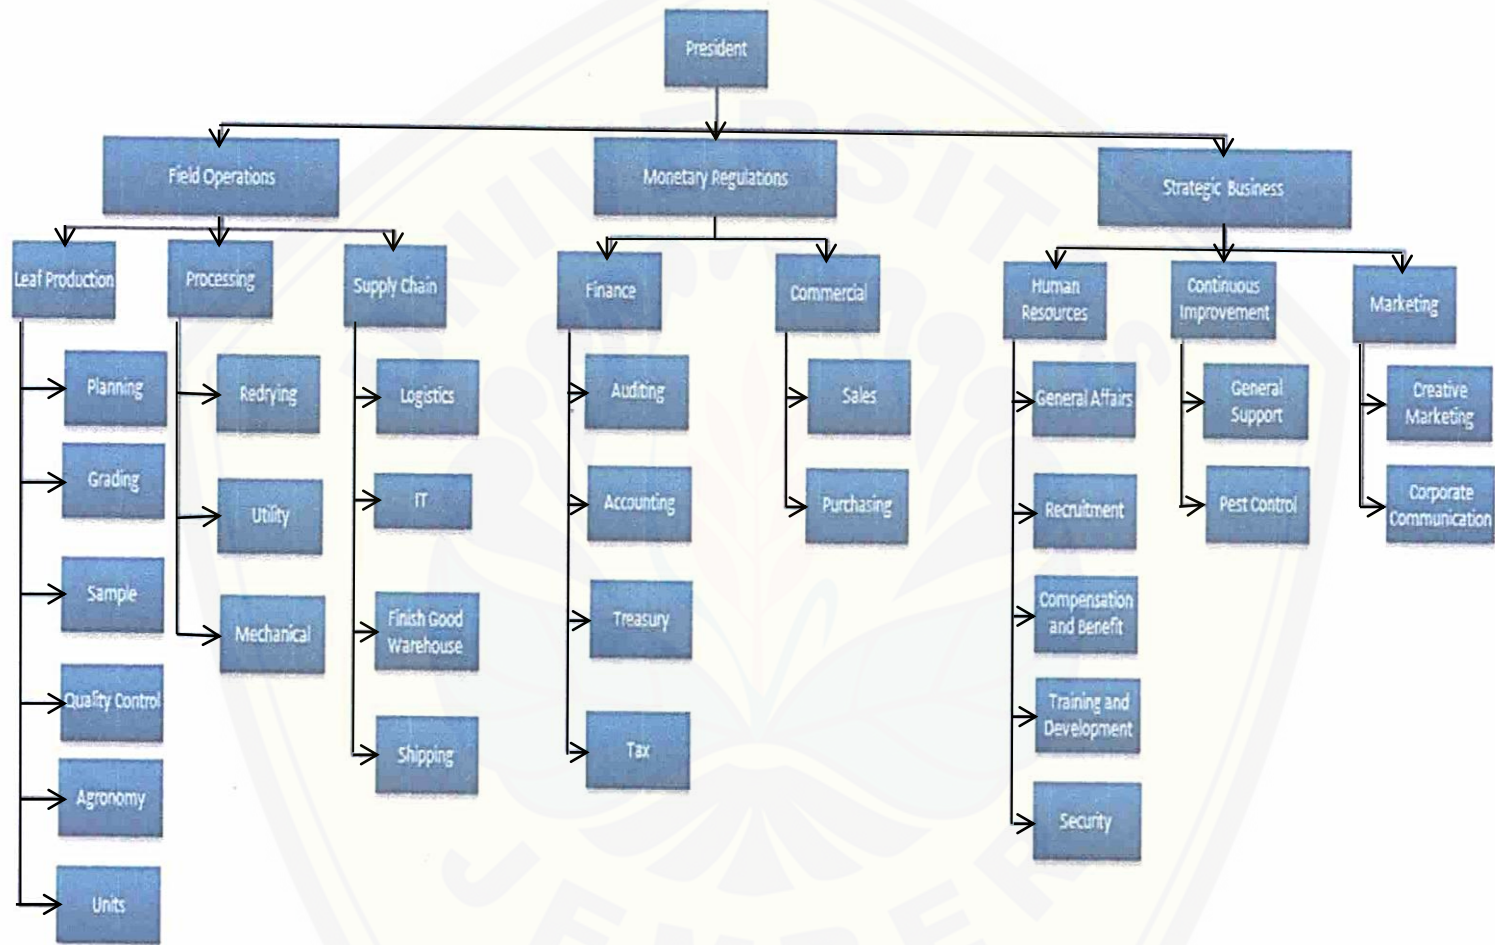 President
Field Operations
Monetary Regulations
Strategic Business
Leaf Production
Processing
Supply Chain
Finance
Commercial
Human
Resources
Continuous
Improvement
Marketing
Planning
Grading
Sample
Quality Control
Agronomy
Units
Redrying
Utility
Mechanical
Logistics
IT
Finish Good
Warehouse
Shipping
Auditing
Accounting
Treasury
Tax
Sales
Purchasing
General Affairs
Recruitment
Compensation
and Benefit
Training and
Development
Security
General
Support
Pest Control
Creative
Marketing
Corporate
Communication
UNIVERSITAS
JEMBER